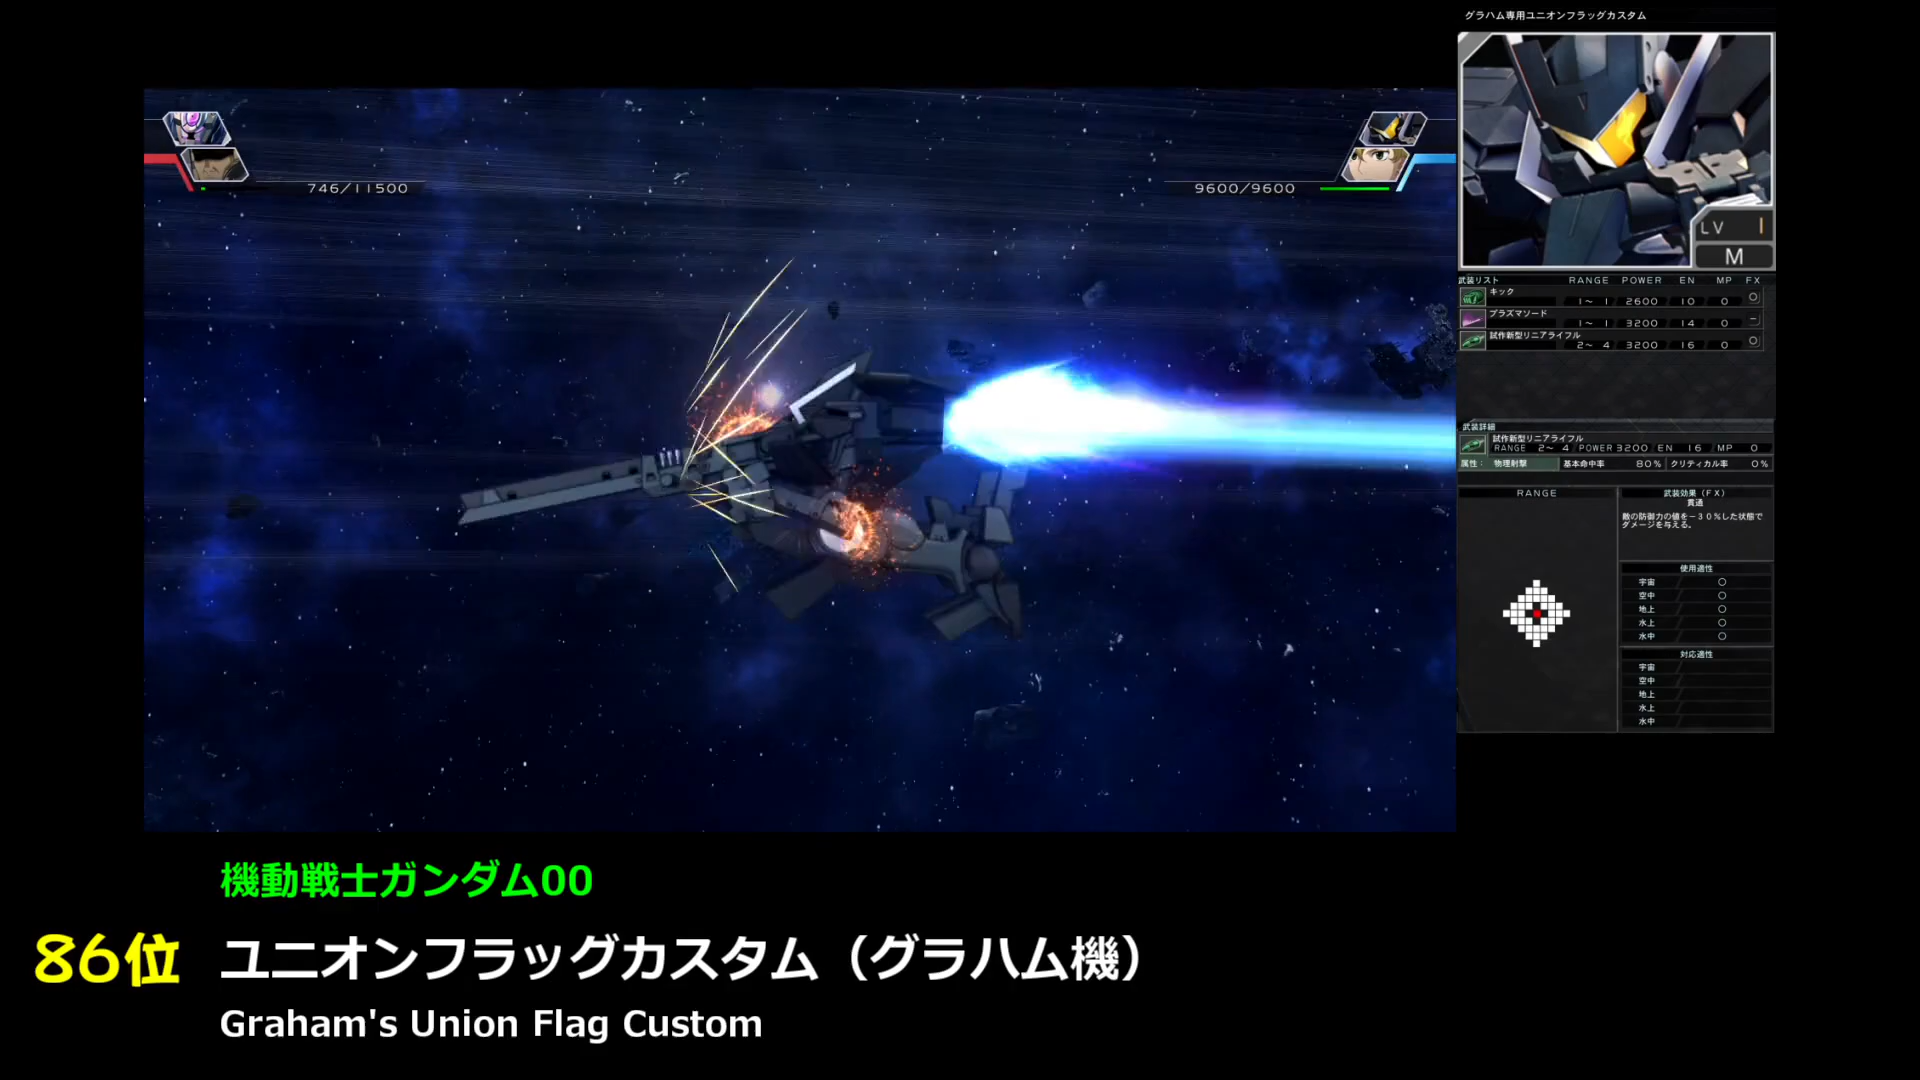 グラハム専用ユニオンフラッグカスタム
746/11500
9600/9600
LV 1
M
武装リスト RANGE POWER EN MP FX
キック
1～ 1 2600 10 0 ○
プラズマソード
1～ 1 3200 14 0 －
試作新型リニアライフル
2～ 4 3200 16 0 ○
武装詳細
試作新型リニアライフル
RANGE 2～ 4 POWER 3200 EN 16 MP 0
属性： 物理射撃 基本命中率 80% クリティカル率 0%
RANGE
武装効果（FX）
貫通
敵の防御力の値を－30%した状態で
ダメージを与える。
使用適性
宇宙 ○
空中 ○
地上 ○
水上 ○
水中 ○
対応適性
宇宙
空中
地上
水上
水中
機動戦士ガンダム00
86位 ユニオンフラッグカスタム（グラハム機）
Graham's Union Flag Custom